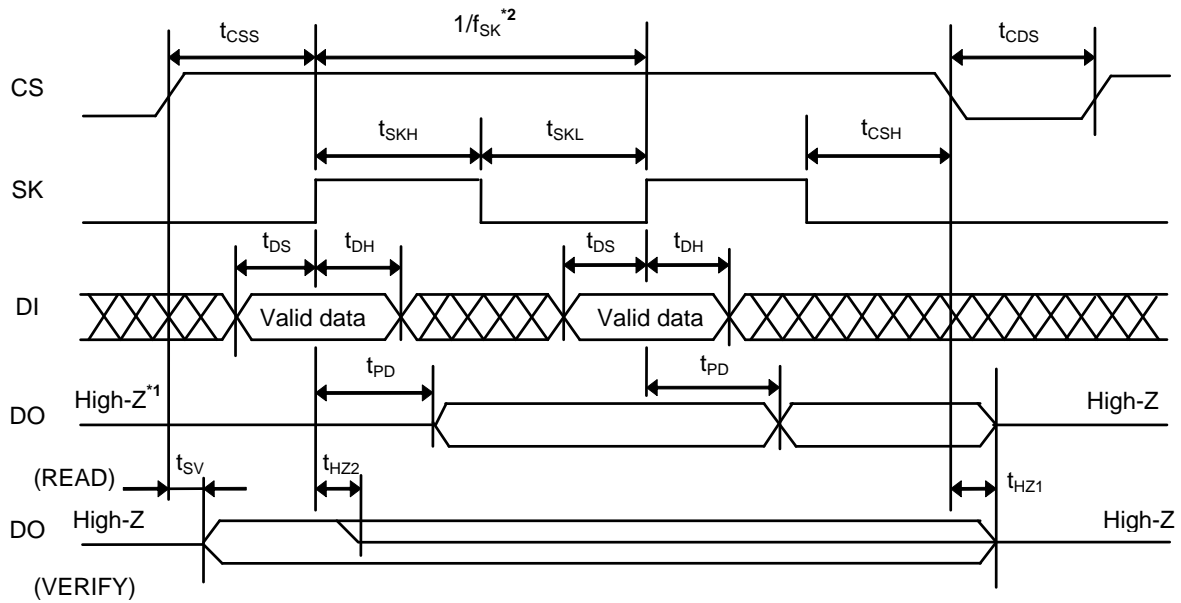 tCSS 1/fSK*2 tCDS
CS
tSKH tSKL tCSH
SK
tDS tDH tDS tDH
DI Valid data Valid data
tPD tPD
High-Z*1 High-Z
DO
(READ) tSV tHZ2 tHZ1
High-Z High-Z
DO
(VERIFY)